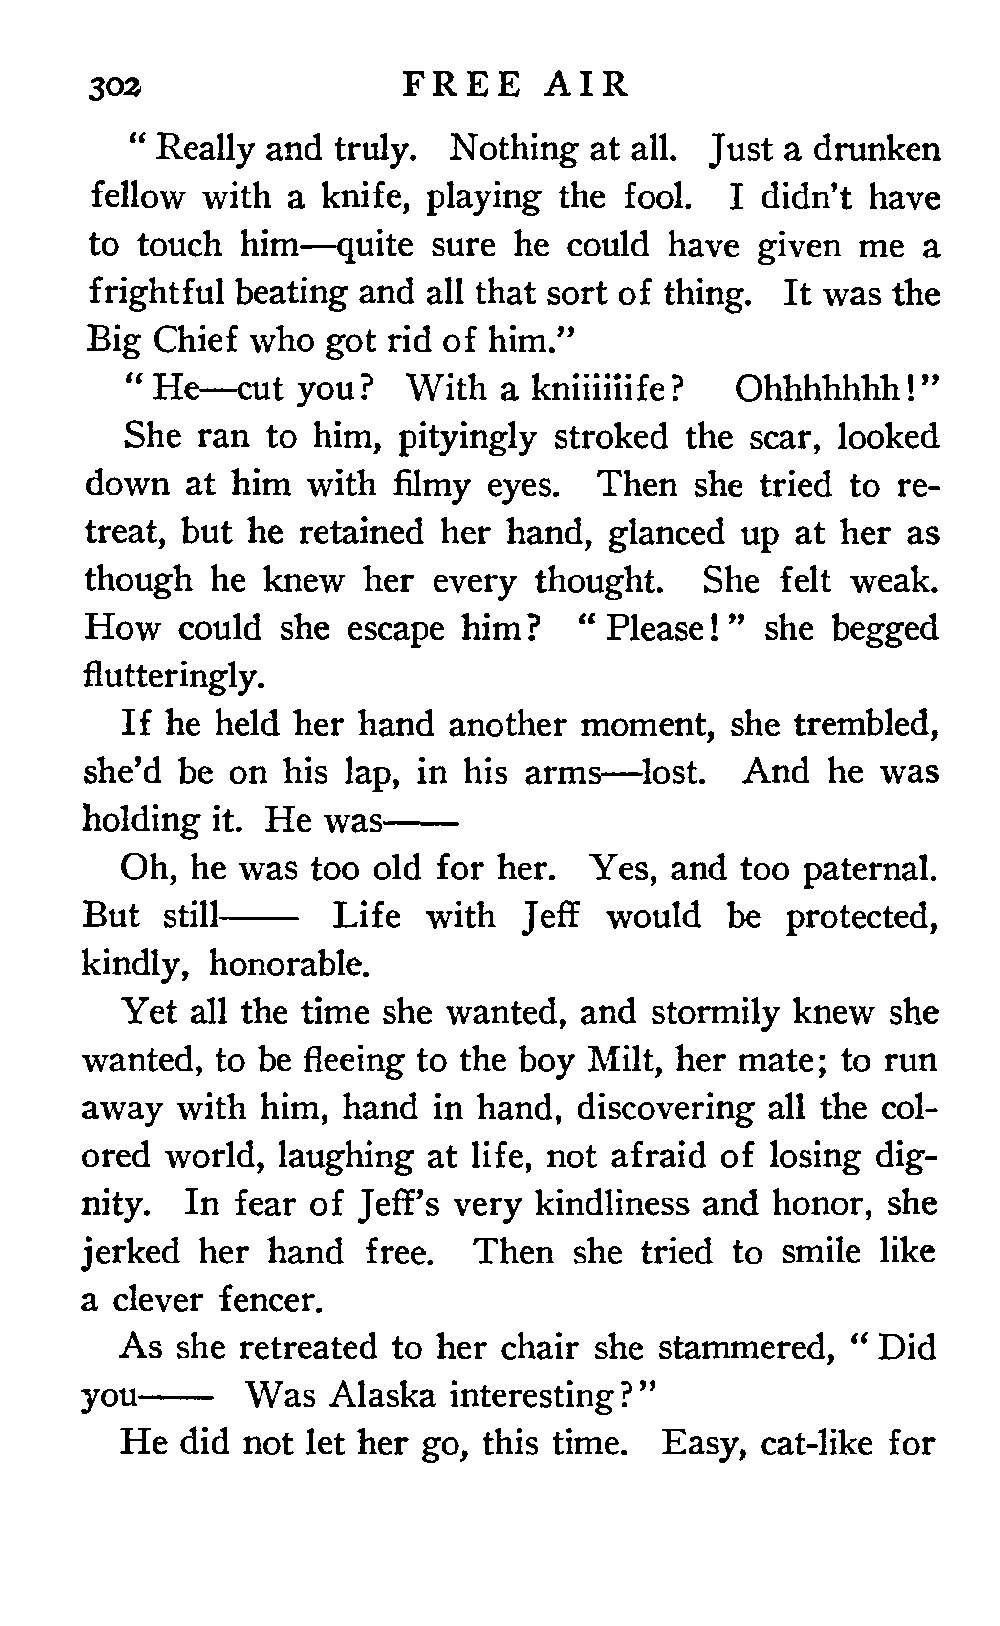 302 FREE AIR
" Really and truly. Nothing at all. Just a drunken
fellow with a knife, playing the fool. I didn't have
to touch him—quite sure he could have given me a
frightful beating and all that sort of thing. It was the
Big Chief who got rid of him."
" He—cut you? With a kniiiiiife? Ohhhhhhh!"
She ran to him, pityingly stroked the scar, looked
down at him with filmy eyes. Then she tried to re-
treat, but he retained her hand, glanced up at her as
though he knew her every thought. She felt weak.
How could she escape him? " Please! " she begged
flutteringly.
If he held her hand another moment, she trembled,
she'd be on his lap, in his arms—lost. And he was
holding it. He was——
Oh, he was too old for her. Yes, and too paternal.
But still—— Life with Jeff would be protected,
kindly, honorable.
Yet all the time she wanted, and stormily knew she
wanted, to be fleeing to the boy Milt, her mate; to run
away with him, hand in hand, discovering all the col-
ored world, laughing at life, not afraid of losing dig-
nity. In fear of Jeff's very kindliness and honor, she
jerked her hand free. Then she tried to smile like
a clever fencer.
As she retreated to her chair she stammered, " Did
you—— Was Alaska interesting?"
He did not let her go, this time. Easy, cat-like for